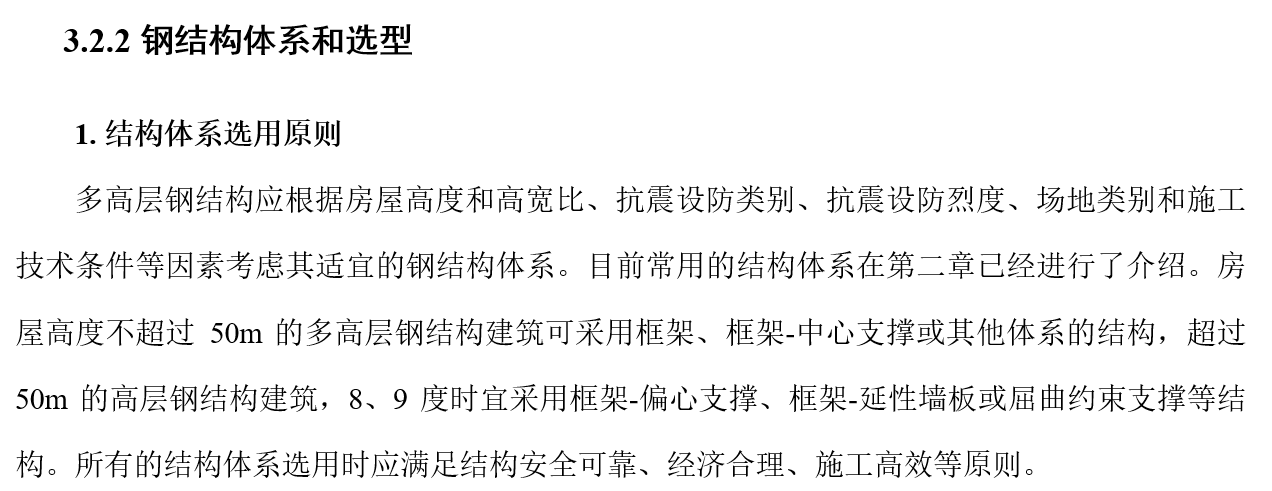 3.2.2 钢结构体系和选型
1. 结构体系选用原则
多高层钢结构应根据房屋高度和高宽比、抗震设防类别、抗震设防烈度、场地类别和施工
技术条件等因素考虑其适宜的钢结构体系。目前常用的结构体系在第二章已经进行了介绍。房
屋高度不超过 50m 的多高层钢结构建筑可采用框架、框架-中心支撑或其他体系的结构，超过
50m 的高层钢结构建筑，8、9 度时宜采用框架-偏心支撑、框架-延性墙板或屈曲约束支撑等结
构。所有的结构体系选用时应满足结构安全可靠、经济合理、施工高效等原则。